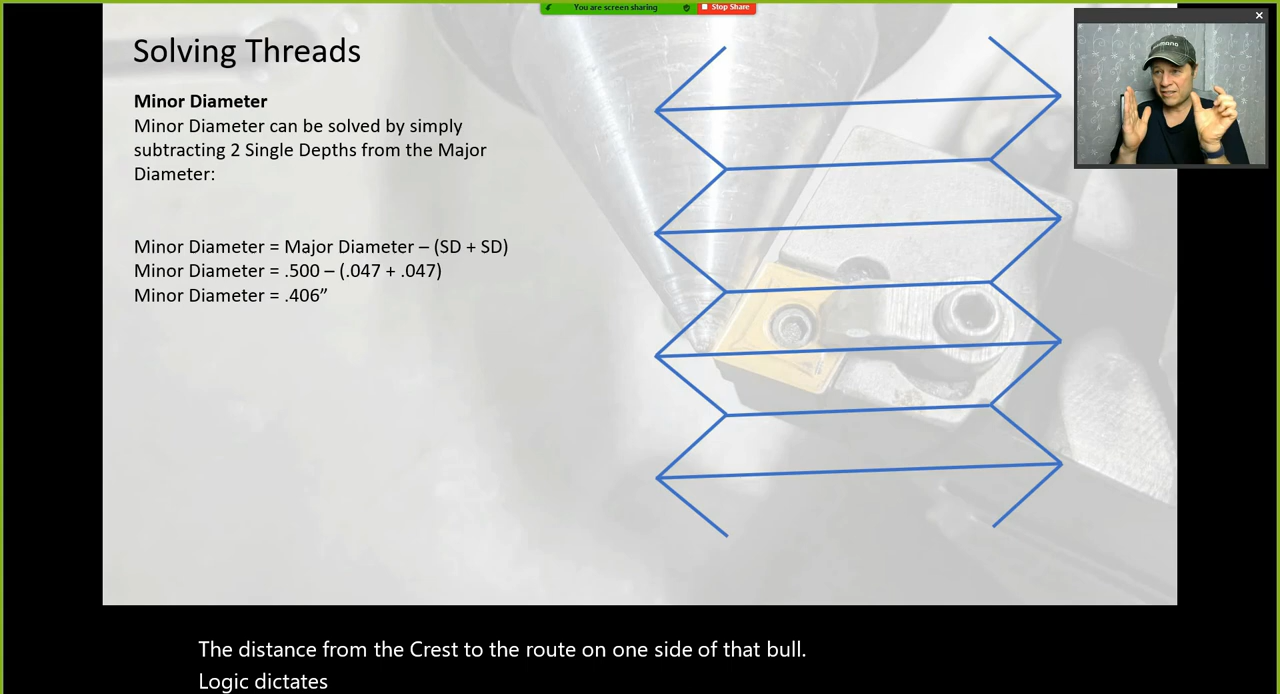 You are screen sharing
Stop Share
Solving Threads
Minor Diameter
Minor Diameter can be solved by simply
subtracting 2 Single Depths from the Major
Diameter:
Minor Diameter = Major Diameter – (SD + SD)
Minor Diameter = .500 – (.047 + .047)
Minor Diameter = .406”
The distance from the Crest to the route on one side of that bull.
Logic dictates